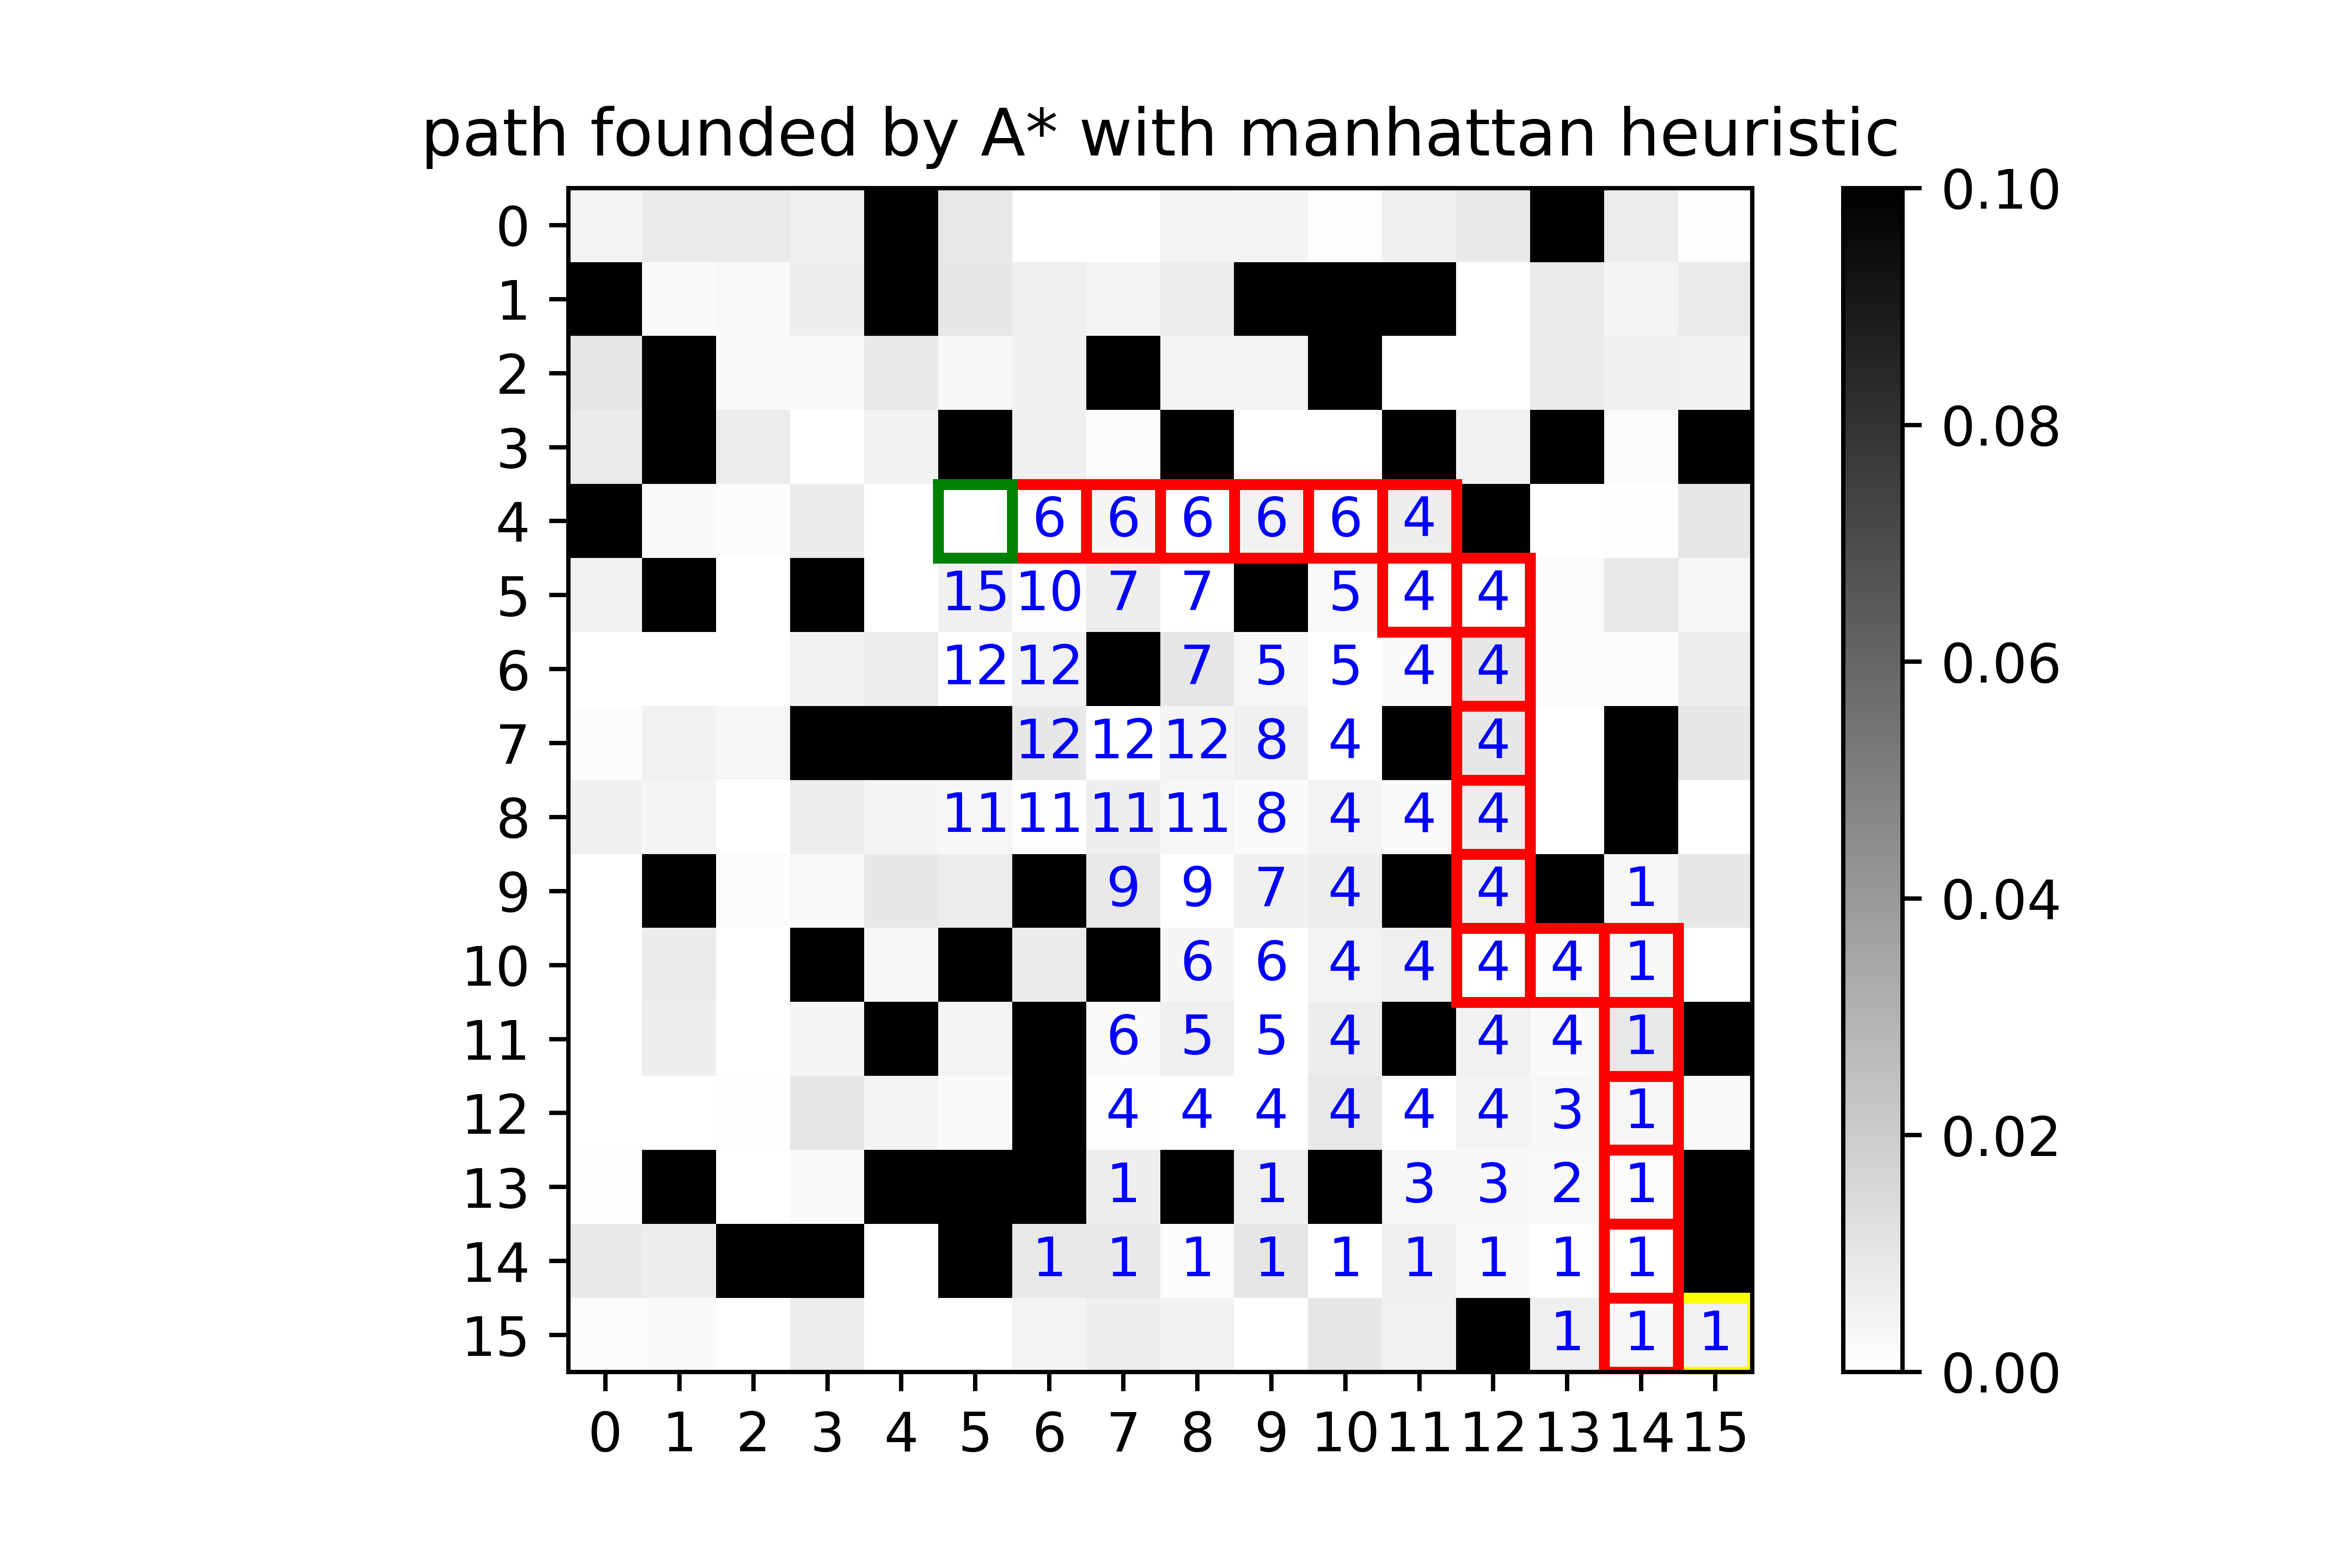 path founded by A* with manhattan heuristic
0.10
0
1
2
0.08
3
4 6 6 6 6 6 4
5 15 10 7 7 5 4 4
6 12 12 7 5 5 4 4
0.06
7 12 12 12 8 4 4
8 11 11 11 11 8 4 4 4
9 9 9 7 4 4 1
0.04
10 6 6 4 4 4 4 1
11 6 5 5 4 4 4 1
12 4 4 4 4 4 4 3 1
0.02
13 1 1 3 3 2 1
14 1 1 1 1 1 1 1 1 1
15 1 1 1
0.00
0 1 2 3 4 5 6 7 8 9 10 11 12 13 14 15